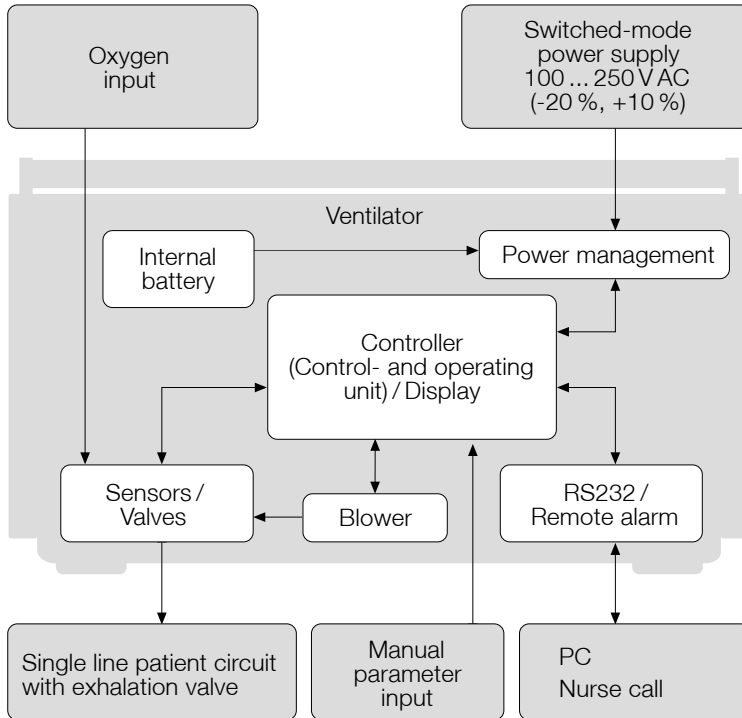 Oxygen
input
Switched-mode
power supply
100 ... 250 V AC
(-20 %, +10 %)
Ventilator
Internal
battery
Power management
Controller
(Control- and operating
unit) / Display
Sensors /
Valves
Blower
RS232 /
Remote alarm
Single line patient circuit
with exhalation valve
Manual
parameter
input
PC
Nurse call